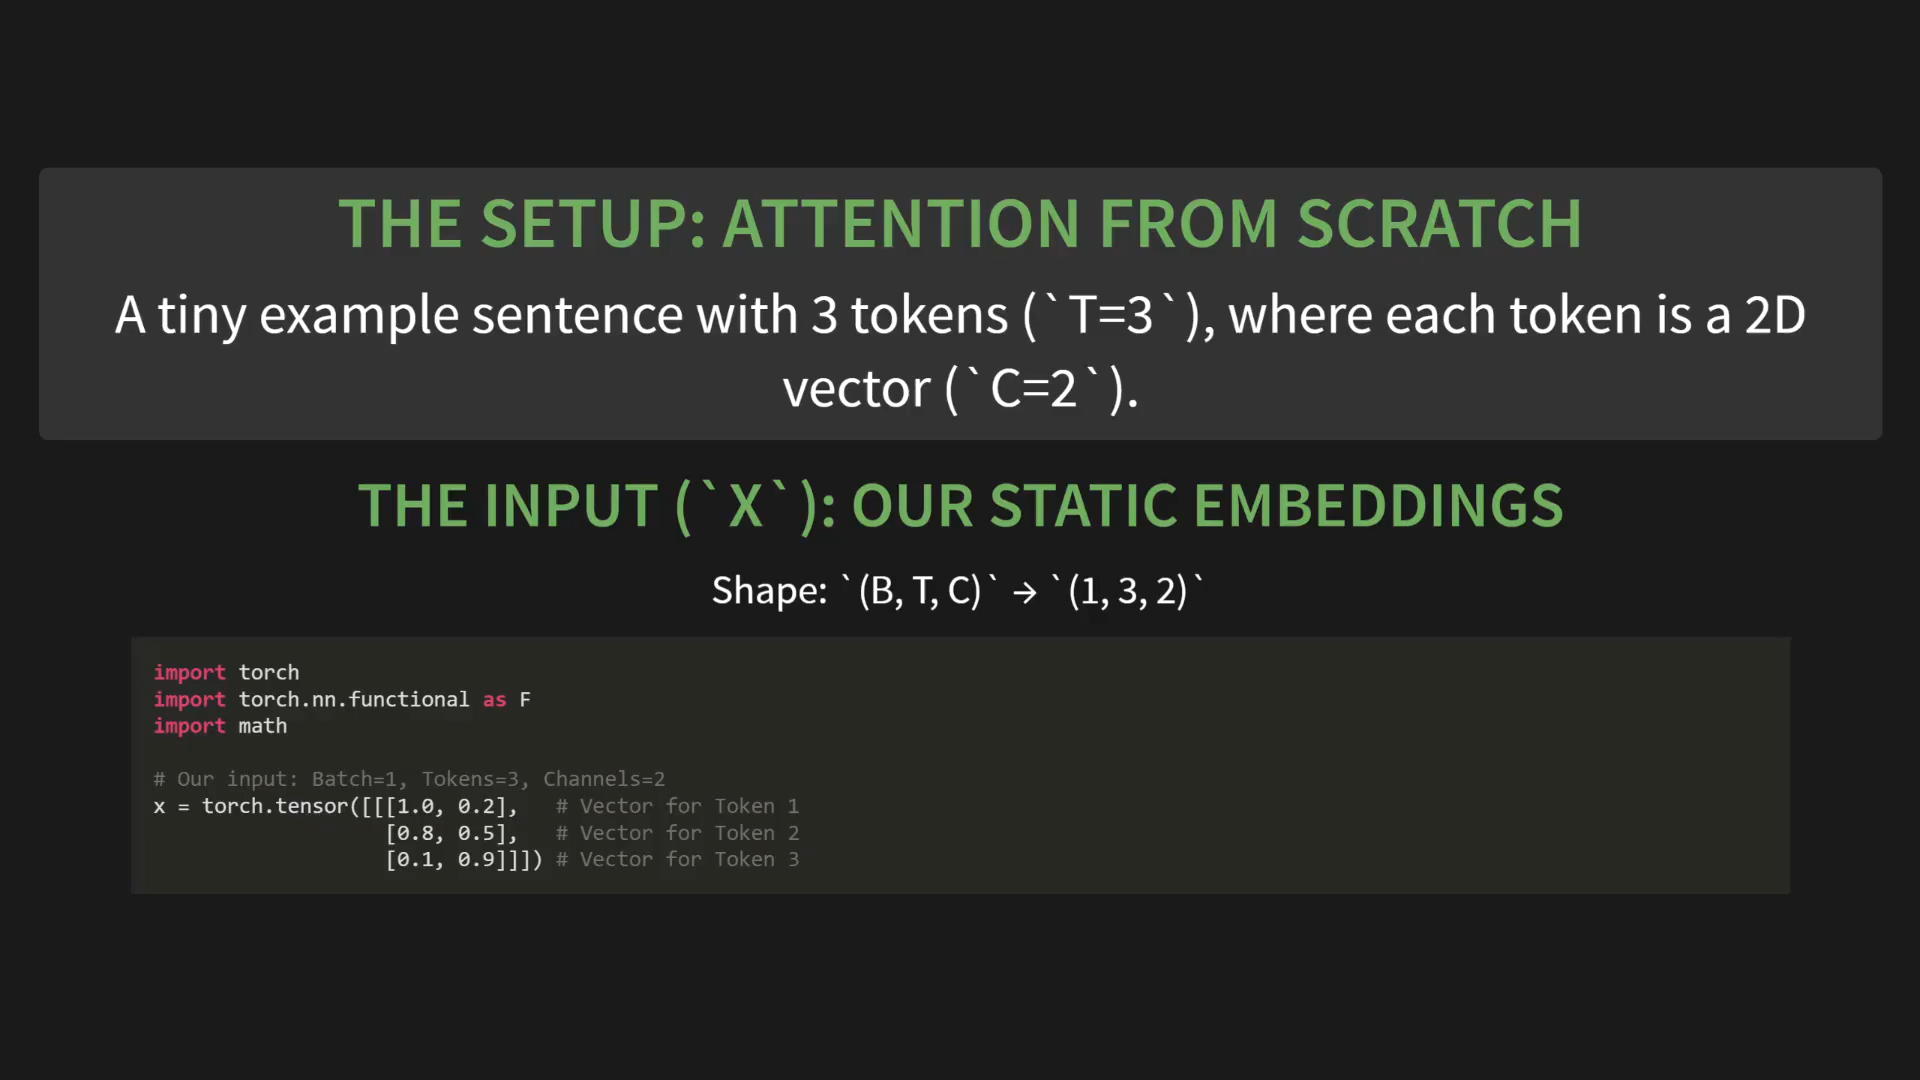 THE SETUP: ATTENTION FROM SCRATCH
A tiny example sentence with 3 tokens (`T=3`), where each token is a 2D
vector (`C=2`).
THE INPUT (`X`): OUR STATIC EMBEDDINGS
Shape: `(B, T, C)` → `(1, 3, 2)`
import torch
import torch.nn.functional as F
import math
# Our input: Batch=1, Tokens=3, Channels=2
x = torch.tensor([[[1.0, 0.2],   # Vector for Token 1
                   [0.8, 0.5],   # Vector for Token 2
                   [0.1, 0.9]]]) # Vector for Token 3